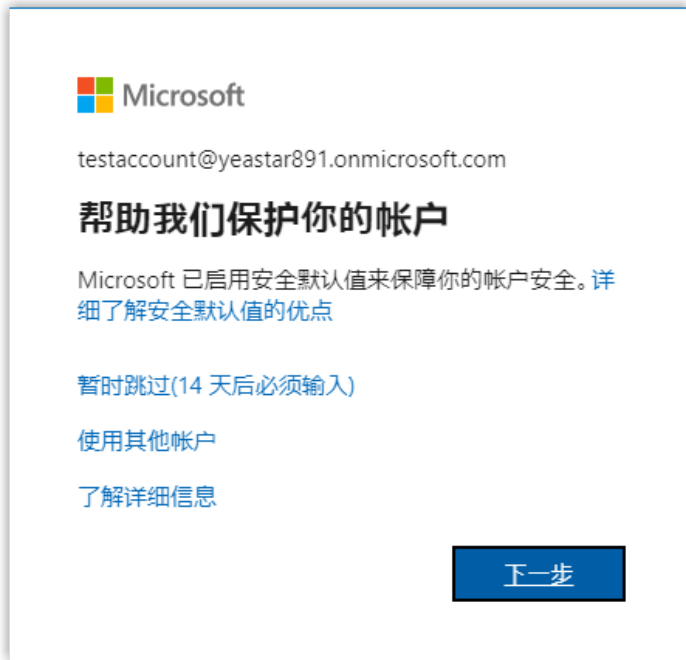 Microsoft
testaccount@yeastar891.onmicrosoft.com
帮助我们保护你的帐户
Microsoft 已启用安全默认值来保障你的帐户安全。详
细了解安全默认值的优点
暂时跳过(14 天后必须输入)
使用其他帐户
了解详细信息
下一步